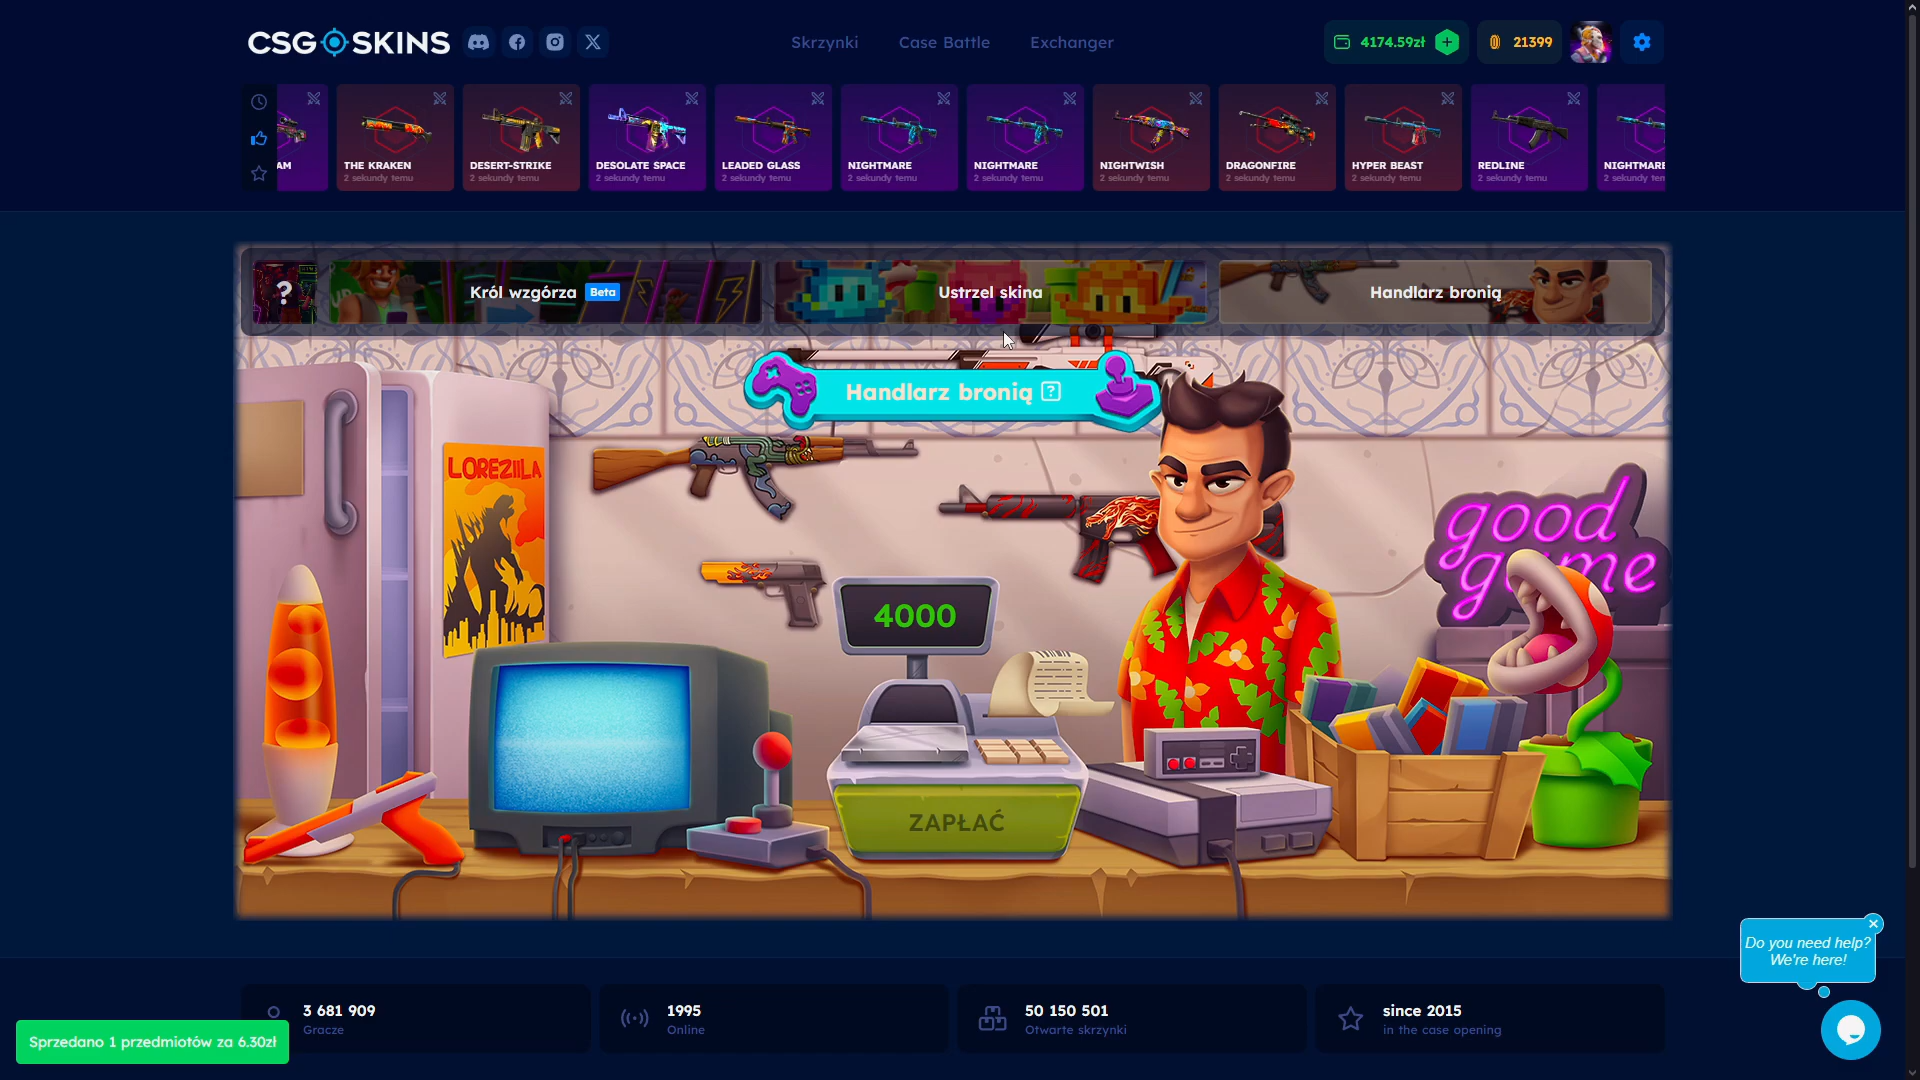 CSG SKINS
Skrzynki
Case Battle
Exchanger
4174.59zł
21399
AM
THE KRAKEN
2 sekundy temu
DESERT-STRIKE
2 sekundy temu
DESOLATE SPACE
2 sekundy temu
LEADED GLASS
2 sekundy temu
NIGHTMARE
2 sekundy temu
NIGHTMARE
2 sekundy temu
NIGHTWISH
2 sekundy temu
DRAGONFIRE
2 sekundy temu
HYPER BEAST
2 sekundy temu
REDLINE
2 sekundy temu
NIGHTMARE
2 sekundy tem
?
Król wzgórza Beta
Ustrzel skina
Handlarz bronią
Handlarz bronią ?
LOREZIILA
good
game
4000
ZAPŁAĆ
Do you need help?
We're here!
3 681 909
Gracze
1995
Online
50 150 501
Otwarte skrzynki
since 2015
in the case opening
Sprzedano 1 przedmiotów za 6.30zł